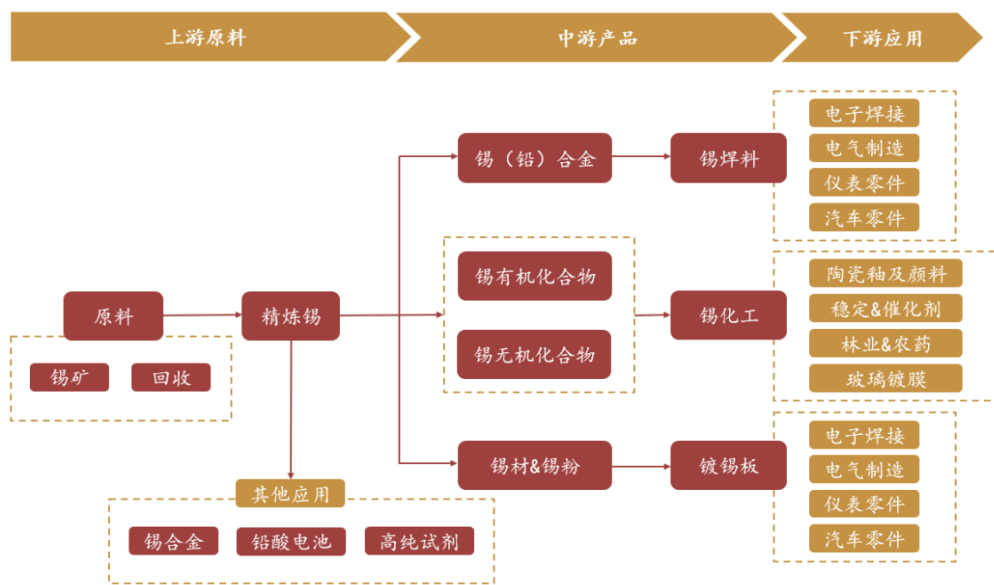 上游原料
中游产品
下游应用
电子焊接
电气制造
仪表零件
汽车零件
锡（铅）合金
锡焊料
锡有机化合物
锡无机化合物
锡化工
陶瓷釉及颜料
稳定&催化剂
林业&农药
玻璃镀膜
原料
精炼锡
锡矿
回收
锡材&锡粉
镀锡板
电子焊接
电气制造
仪表零件
汽车零件
其他应用
锡合金
铅酸电池
高纯试剂